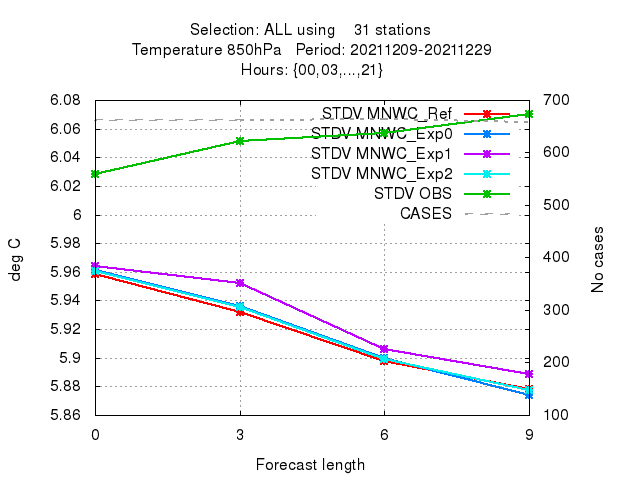 Selection: ALL using    31 stations
Temperature 850hPa   Period: 20211209-20211229
Hours: {00,03,...,21}
6.08
6.06
6.04
6.02
6
5.98
5.96
5.94
5.92
5.9
5.88
5.86
deg C
STDV MNWC_Ref
STDV MNWC_Exp0
STDV MNWC_Exp1
STDV MNWC_Exp2
STDV OBS
CASES
700
600
500
400
300
200
100
No cases
0 3 6 9
Forecast length